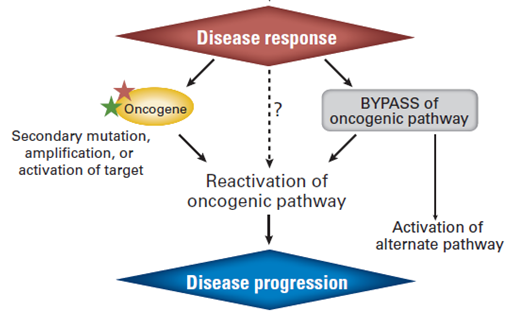 Disease response
Oncogene
?
BYPASS of
oncogenic pathway
Secondary mutation,
amplification, or
activation of target
Reactivation of
oncogenic pathway
Activation of
alternate pathway
Disease progression